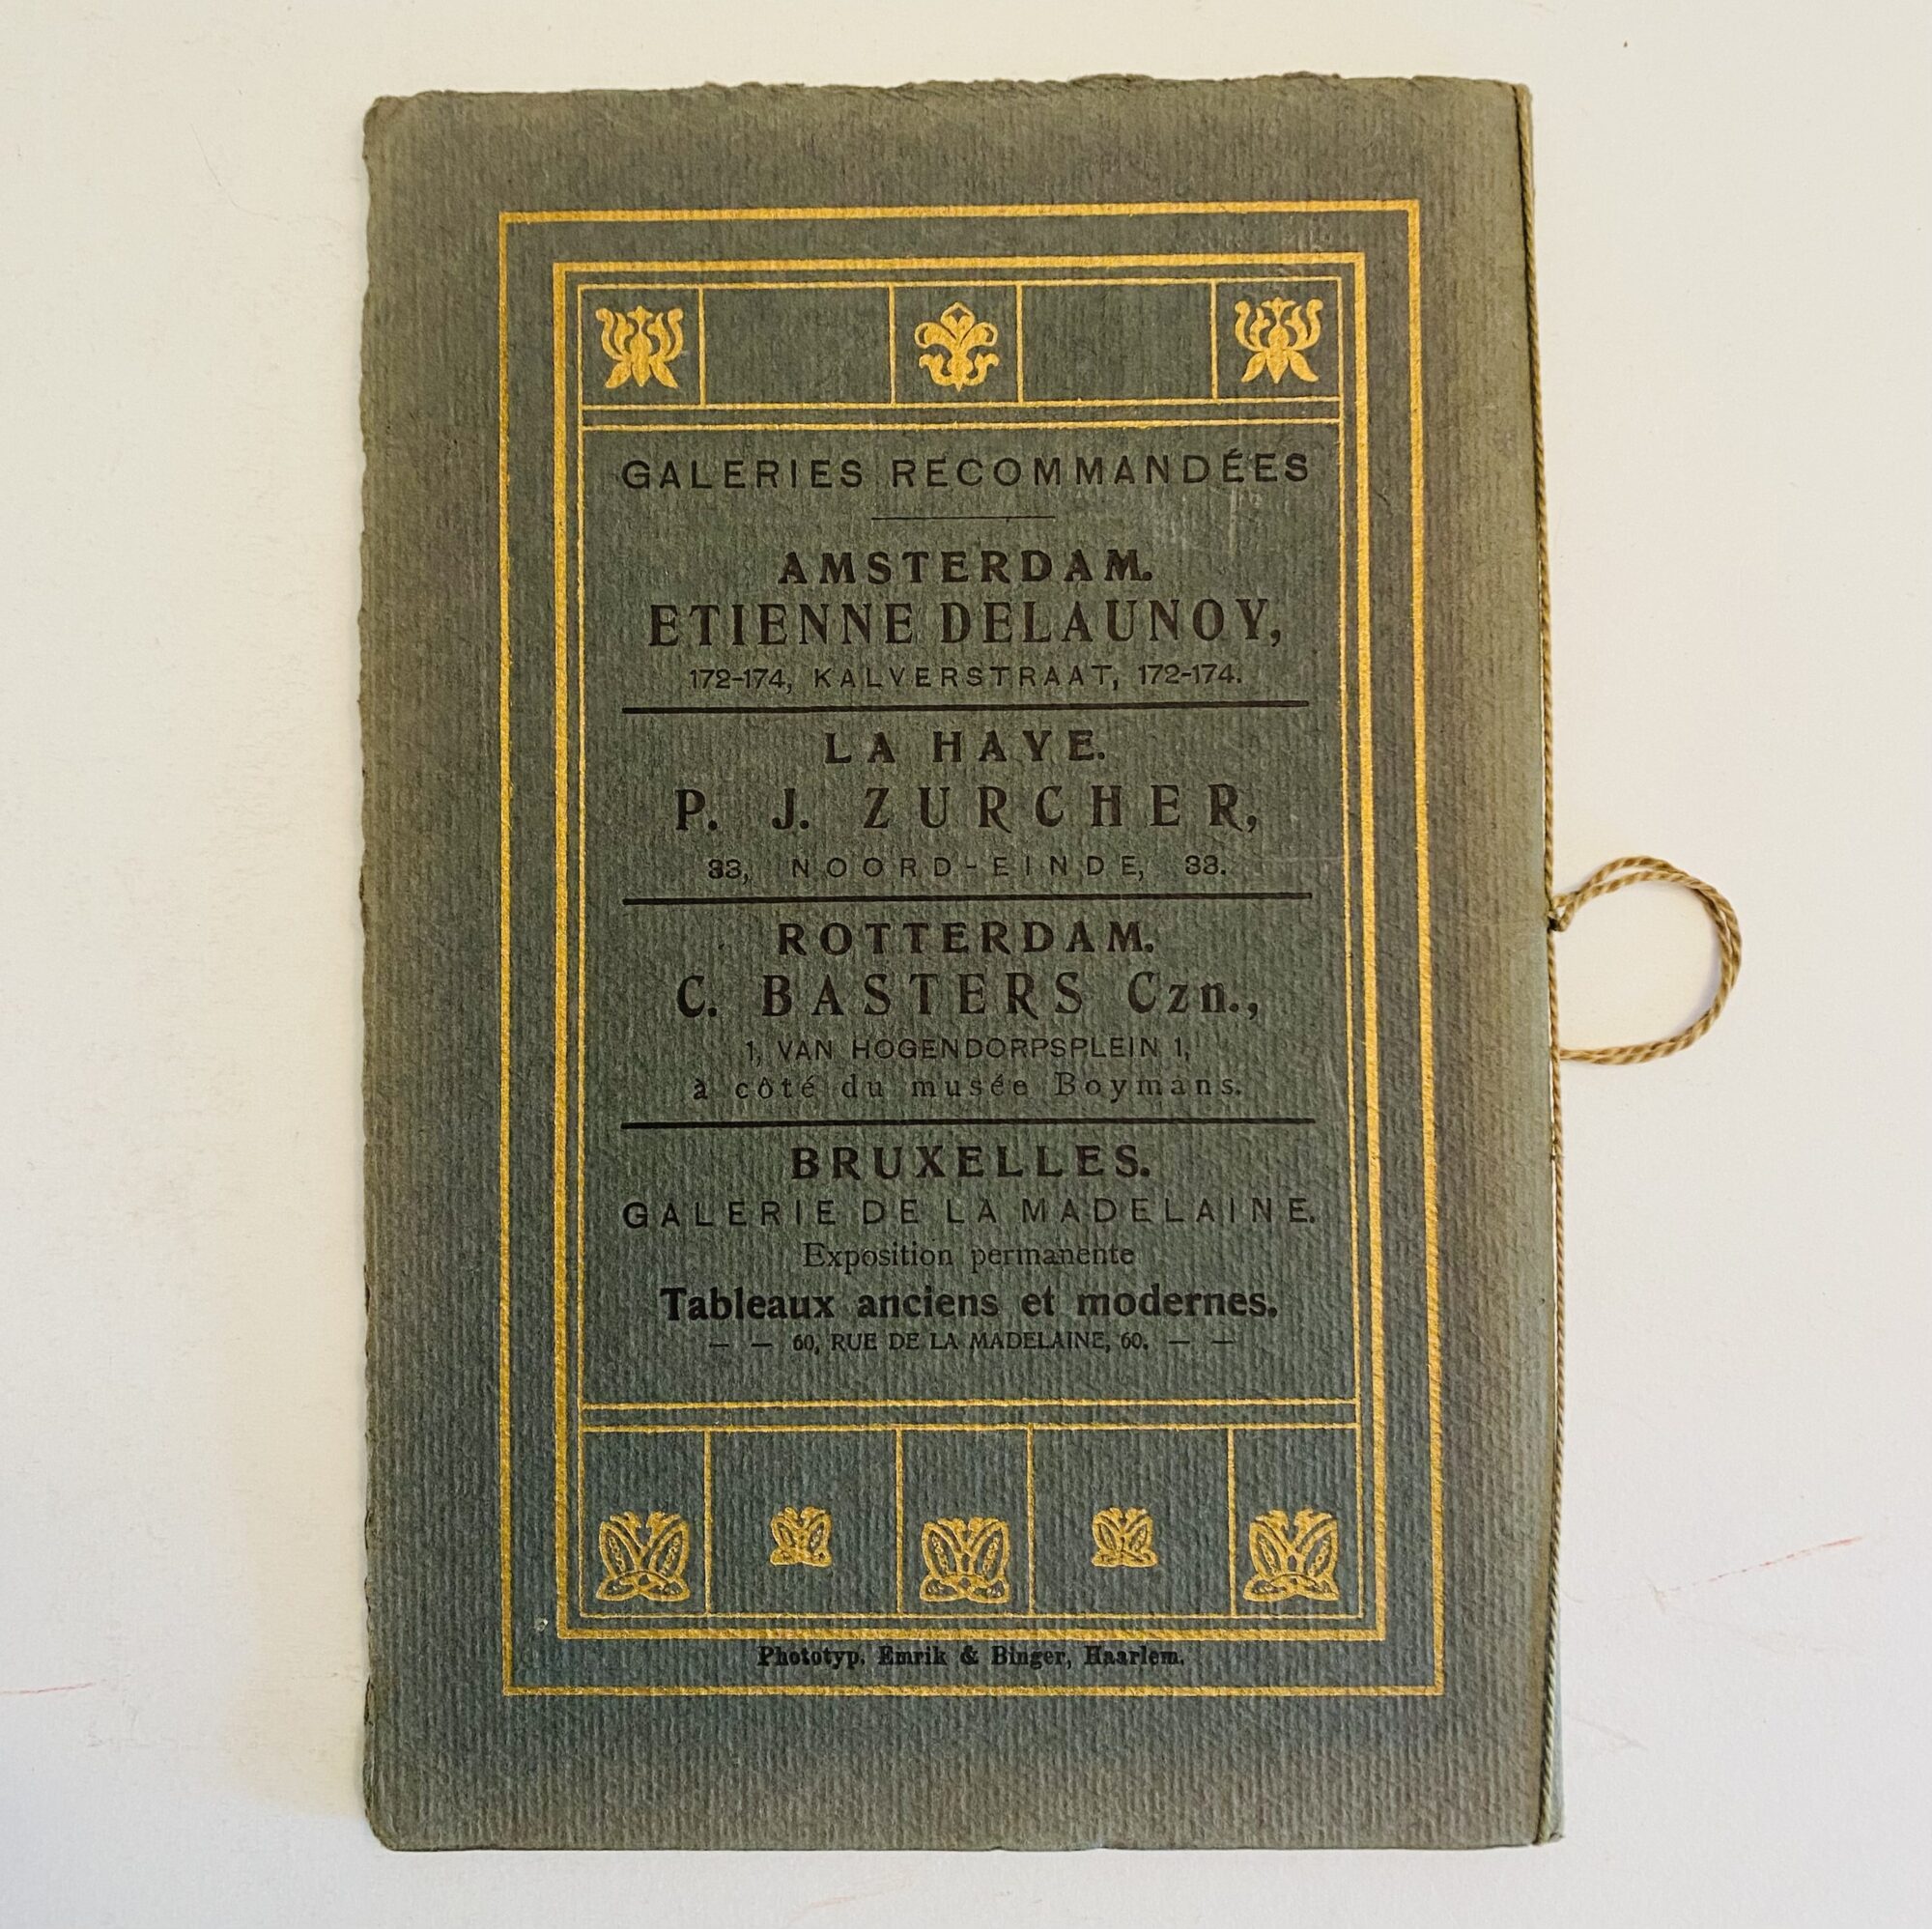 GALERIES RECOMMANDÉES
AMSTERDAM.
ETIENNE DELAUNOY,
172-174, KALVERSTRAAT, 172-174.
LA HAYE.
P. J. ZURCHER,
33, NOORD-EINDE, 33.
ROTTERDAM.
C. BASTERS Czn.,
1, VAN HOGENDORPSPLEIN 1,
à côté du musée Boymans.
BRUXELLES.
GALERIE DE LA MADELAINE.
Exposition permanente
Tableaux anciens et modernes.
— — 60, RUE DE LA MADELAINE, 60. — —
Phototyp. Emrik & Binger, Haarlem.